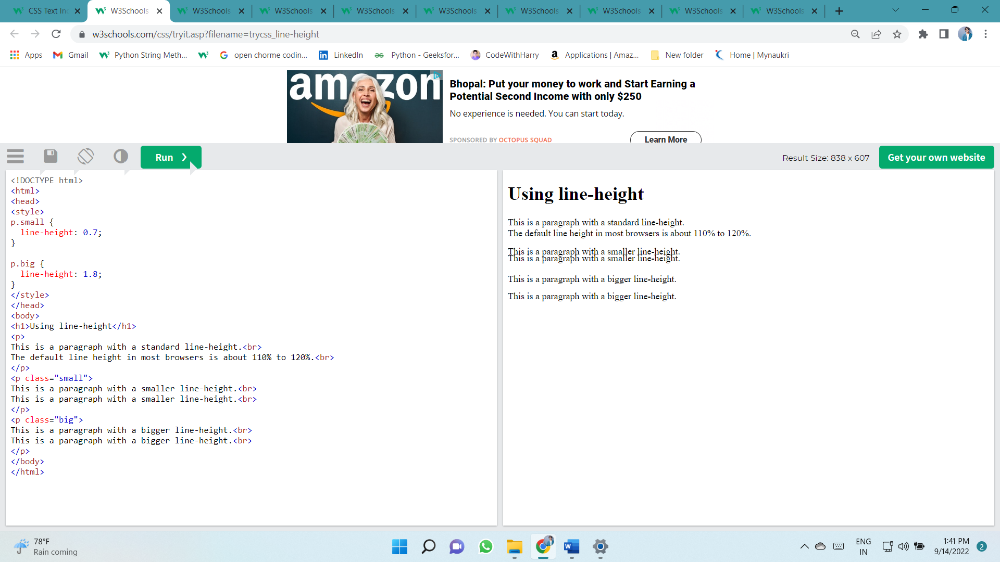 CSS Text In
W3Schools
W3Schools
W3Schools
W3Schools
W3Schools
W3Schools
W3Schools
W3Schools
W3Schools
w3schools.com/css/tryit.asp?filename=trycss_line-height
Apps
Gmail
Python String Meth...
open chorme codin...
LinkedIn
Python - Geeksfor...
CodeWithHarry
Applications | Amaz...
New folder
Home | Mynaukri
amazon
Bhopal: Put your money to work and Start Earning a
Potential Second Income with only $250
No experience is needed. You can start today.
SPONSORED BY OCTOPUS SQUAD
Learn More
Run ❯
Result Size: 838 x 607
Get your own website
<!DOCTYPE html>
<html>
<head>
<style>
p.small {
  line-height: 0.7;
}
p.big {
  line-height: 1.8;
}
</style>
</head>
<body>
<h1>Using line-height</h1>
<p>
This is a paragraph with a standard line-height.<br>
The default line height in most browsers is about 110% to 120%.<br>
</p>
<p class="small">
This is a paragraph with a smaller line-height.<br>
This is a paragraph with a smaller line-height.<br>
</p>
<p class="big">
This is a paragraph with a bigger line-height.<br>
This is a paragraph with a bigger line-height.<br>
</p>
</body>
</html>
Using line-height
This is a paragraph with a standard line-height.
The default line height in most browsers is about 110% to 120%.
This is a paragraph with a smaller line-height.
This is a paragraph with a smaller line-height.
This is a paragraph with a bigger line-height.
This is a paragraph with a bigger line-height.
78°F
Rain coming
ENG
IN
1:41 PM
9/14/2022
2